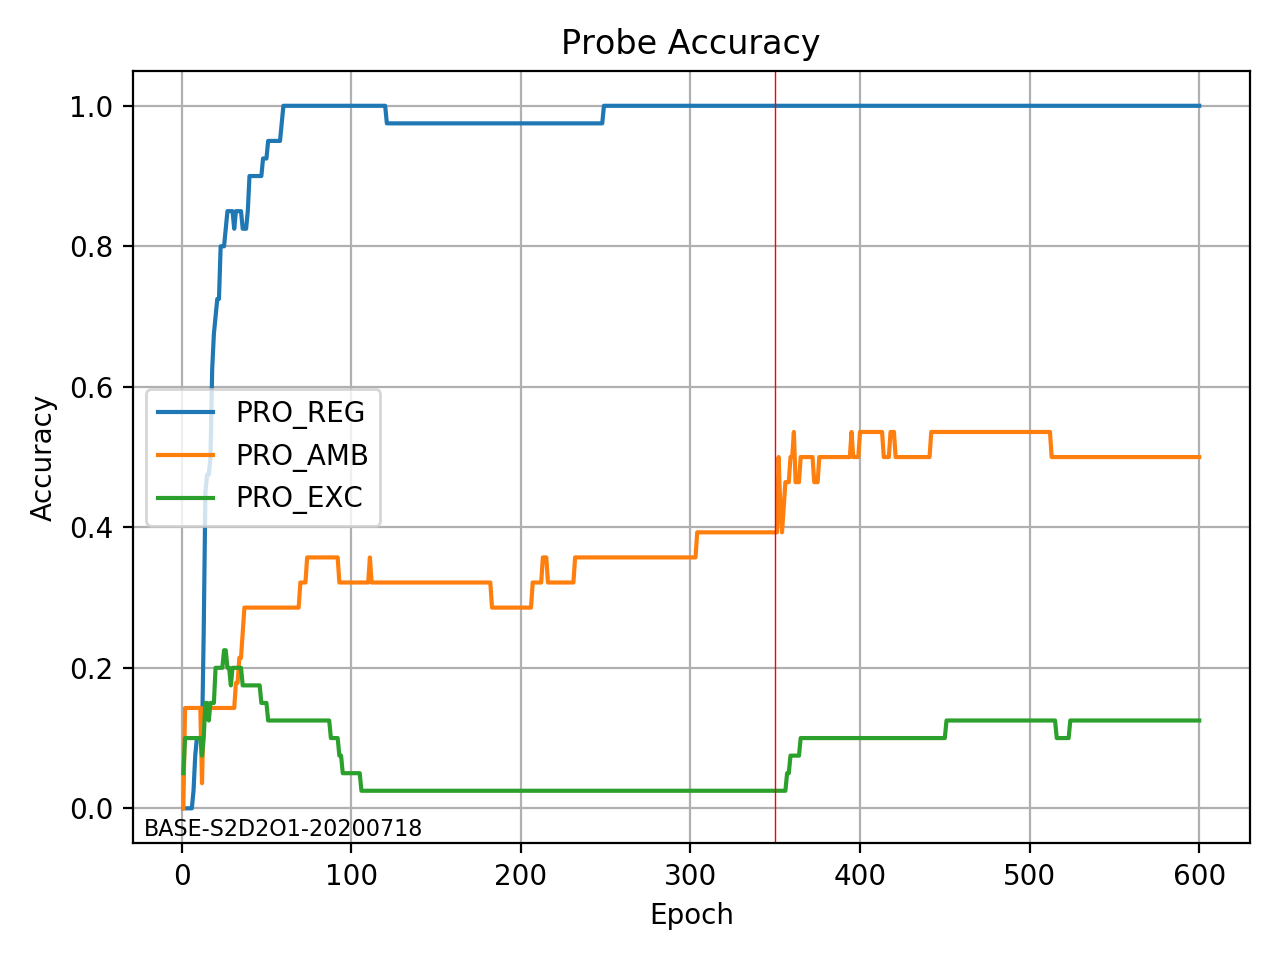 Probe Accuracy
Accuracy
1.0
0.8
0.6
0.4
0.2
0.0
PRO_REG
PRO_AMB
PRO_EXC
BASE-S2D2O1-20200718
0 100 200 300 400 500 600
Epoch